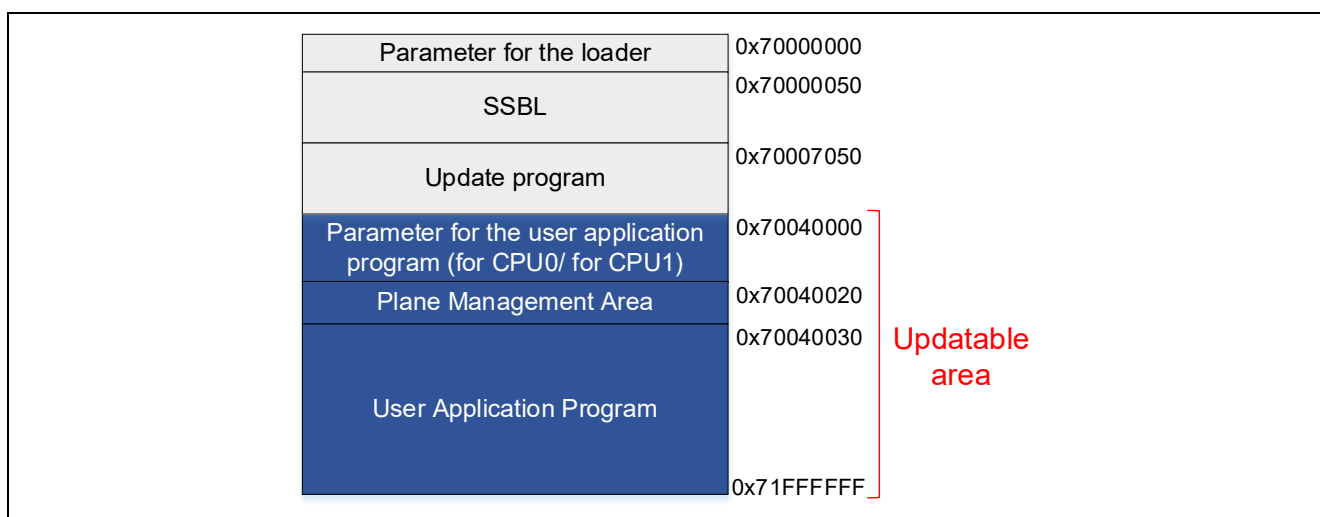 Parameter for the loader
0x70000000
SSBL
0x70000050
Update program
0x70007050
Parameter for the user application
program (for CPU0/ for CPU1)
0x70040000
Plane Management Area
0x70040020
User Application Program
0x70040030
0x71FFFFFF
Updatable
area